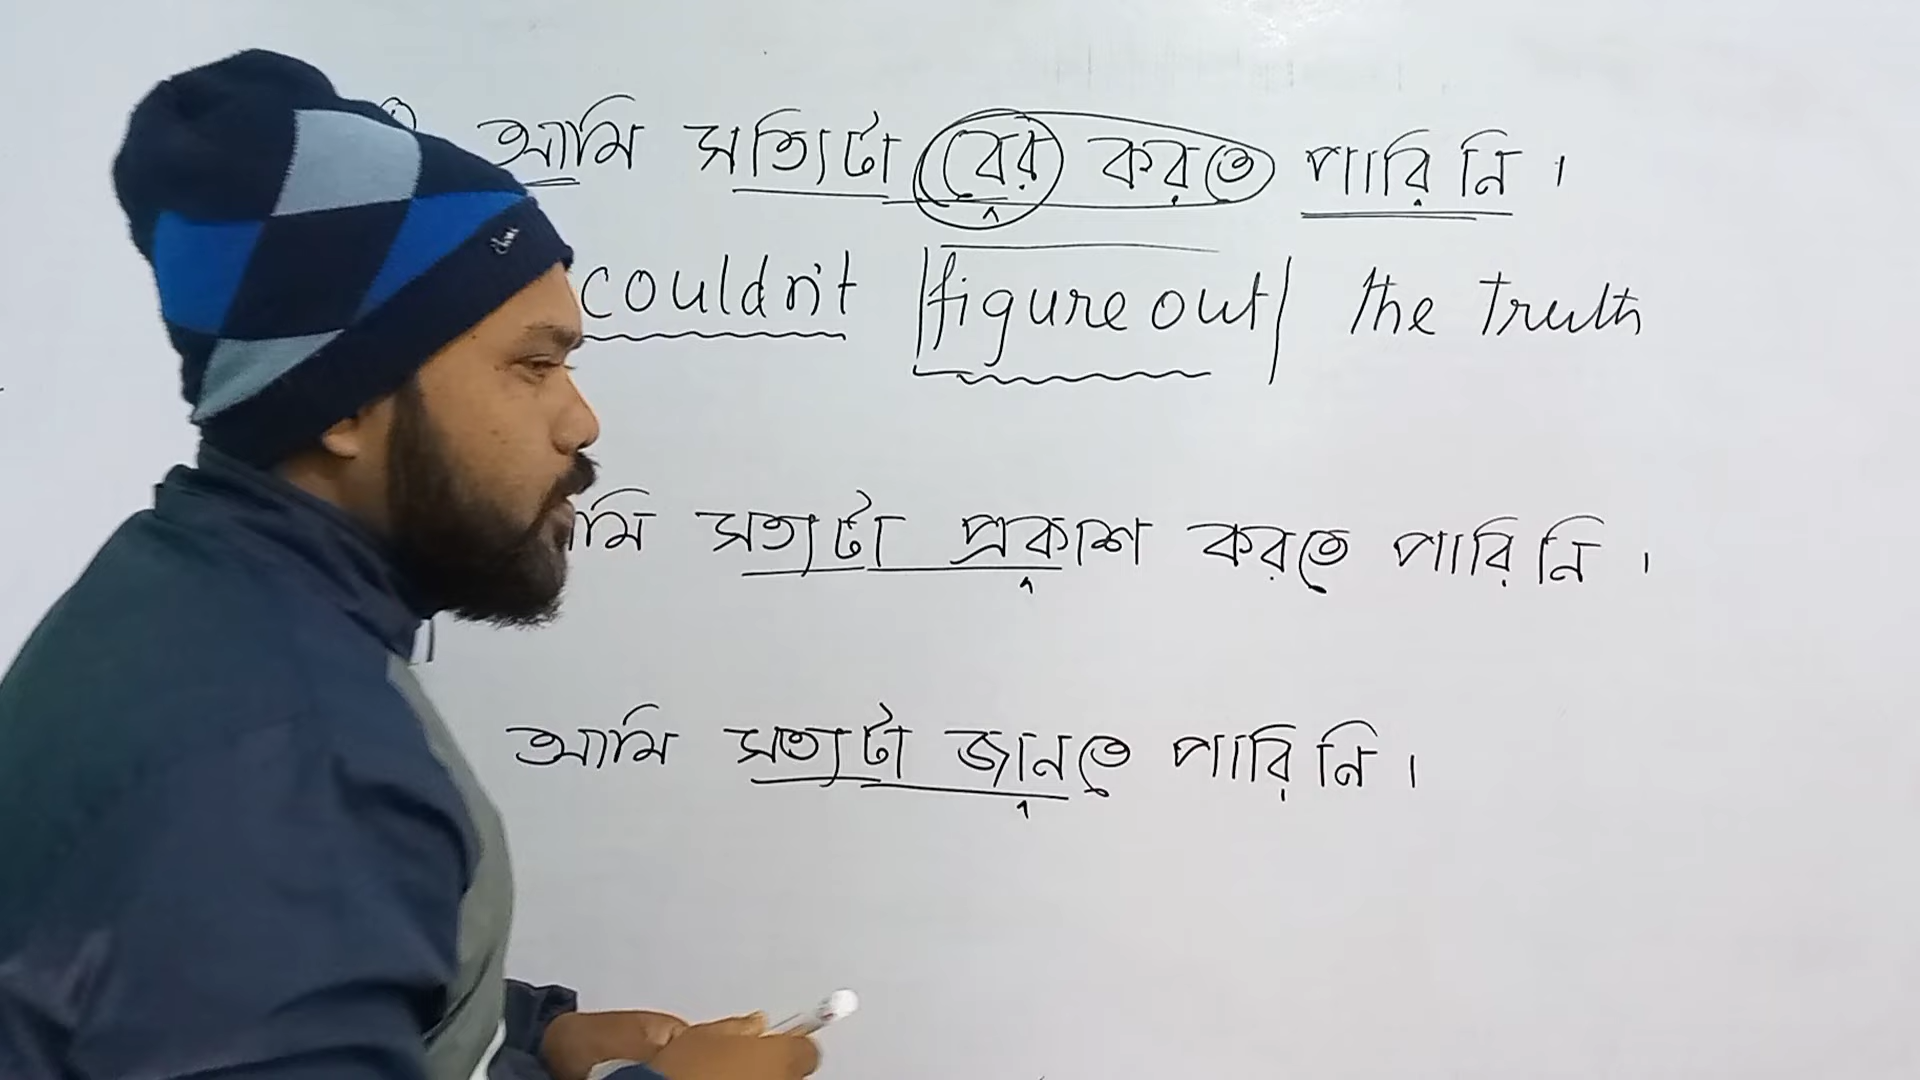 আমি সত্যিটা বের করতে পারিনি ।
couldn't figure out the truth
মি সত্যটা প্রকাশ করতে পারিনি ।
আমি সত্যটা জানতে পারিনি ।